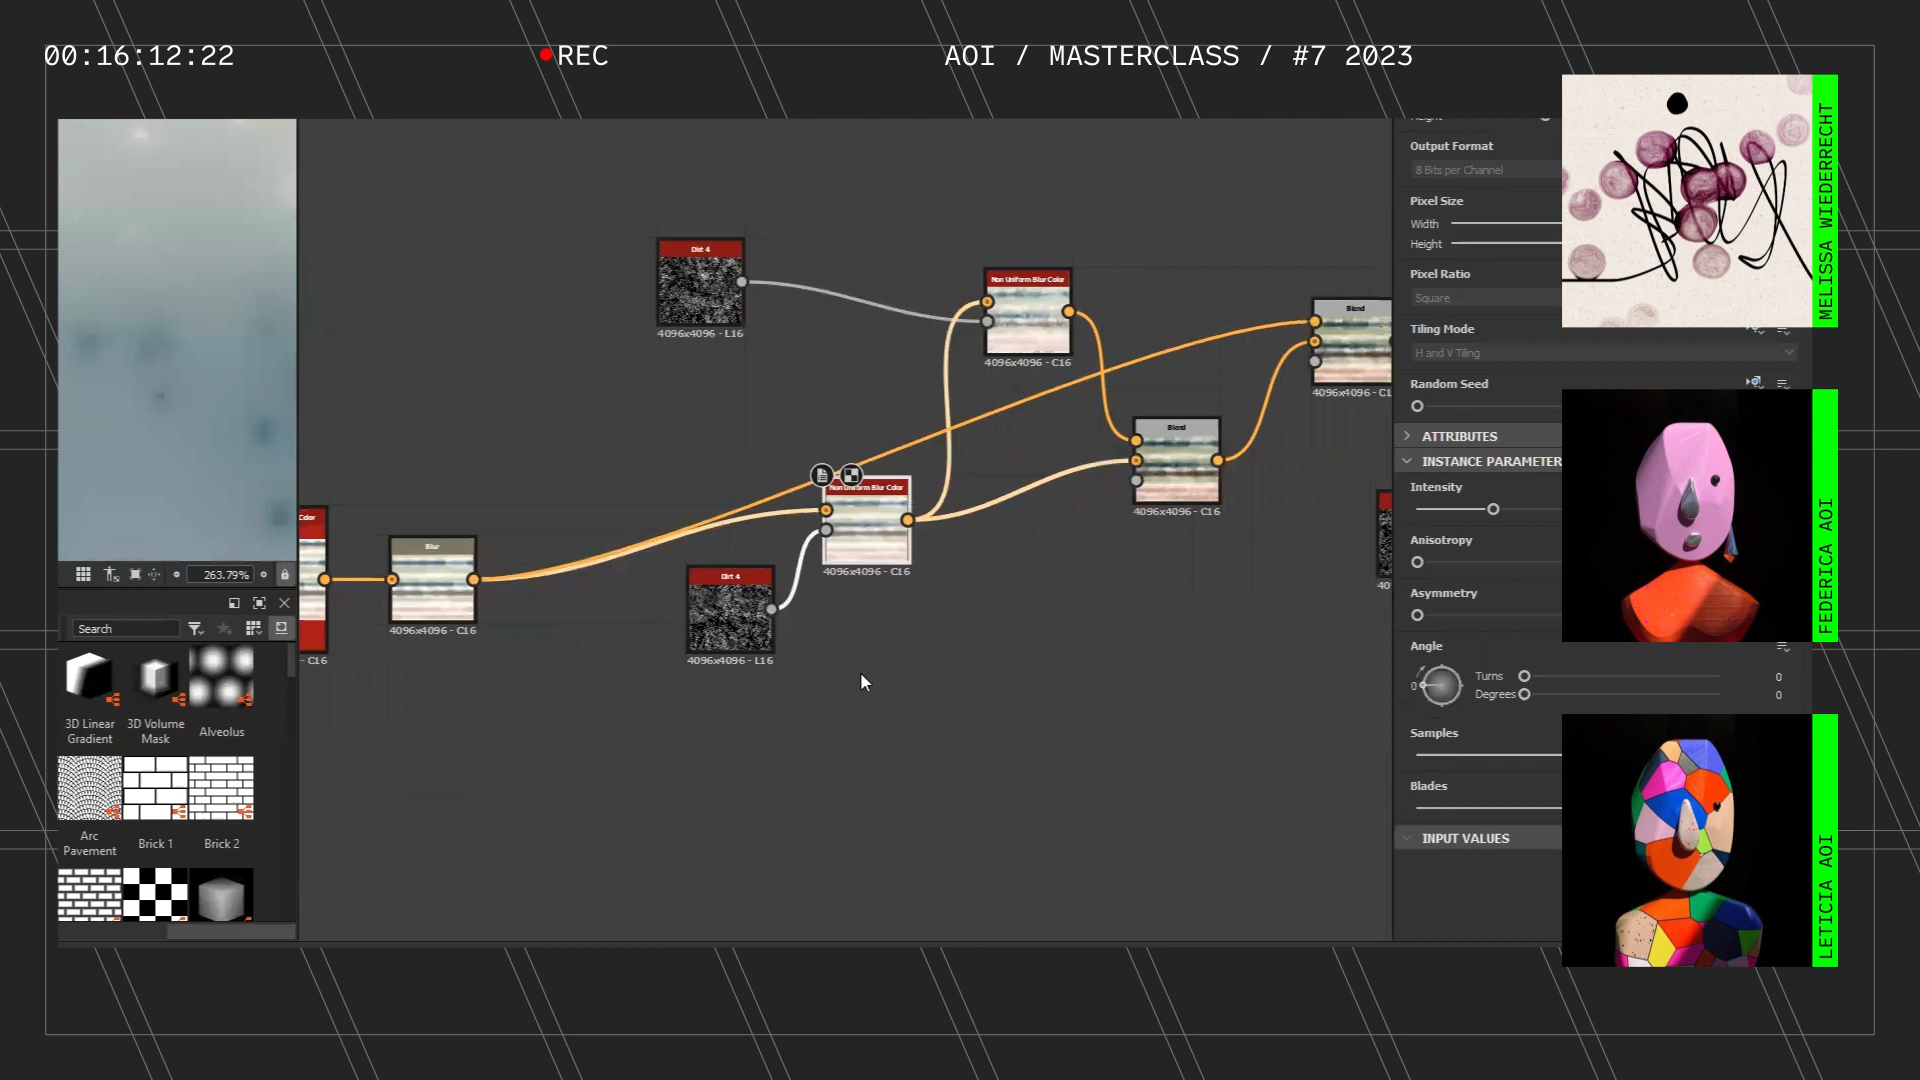 00:16:12:22
REC
AOI / MASTERCLASS / #7 2023
MELISSA WIEDERRECHT
FEDERICA AOI
LETICIA AOI
Output Format
8 Bits per Channel
Pixel Size
Width
Height
Pixel Ratio
Square
Tiling Mode
H and V Tiling
Random Seed
ATTRIBUTES
INSTANCE PARAMETER
Intensity
Anisotropy
Asymmetry
Angle
0
Turns
0
Degrees
0
Samples
Blades
INPUT VALUES
Dirt 4
4096x4096 - L16
Non Uniform Blur Color
4096x4096 - C16
Blend
4096x4096 - C1
Blend
4096x4096 - C16
Non Uniform Blur Color
4096x4096 - C16
Color
- C16
Blur
4096x4096 - C16
Dirt 4
4096x4096 - L16
40
263.79%
Search
3D Linear
Gradient
3D Volume
Mask
Alveolus
Arc
Pavement
Brick 1
Brick 2